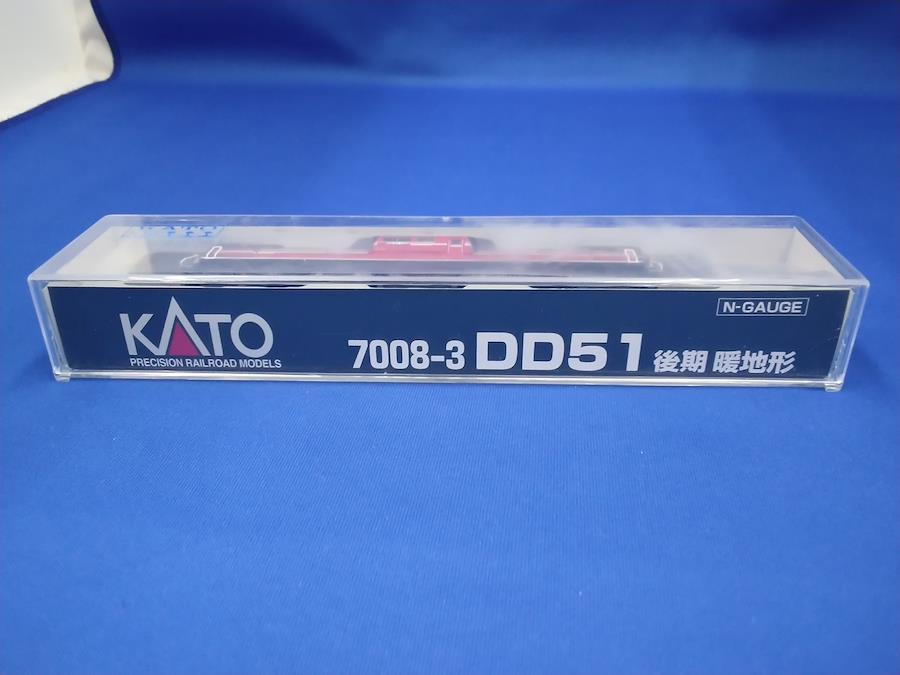 N-GAUGE
KATO
PRECISION RAILROAD MODELS
7008-3 DD51 後期 暖地形